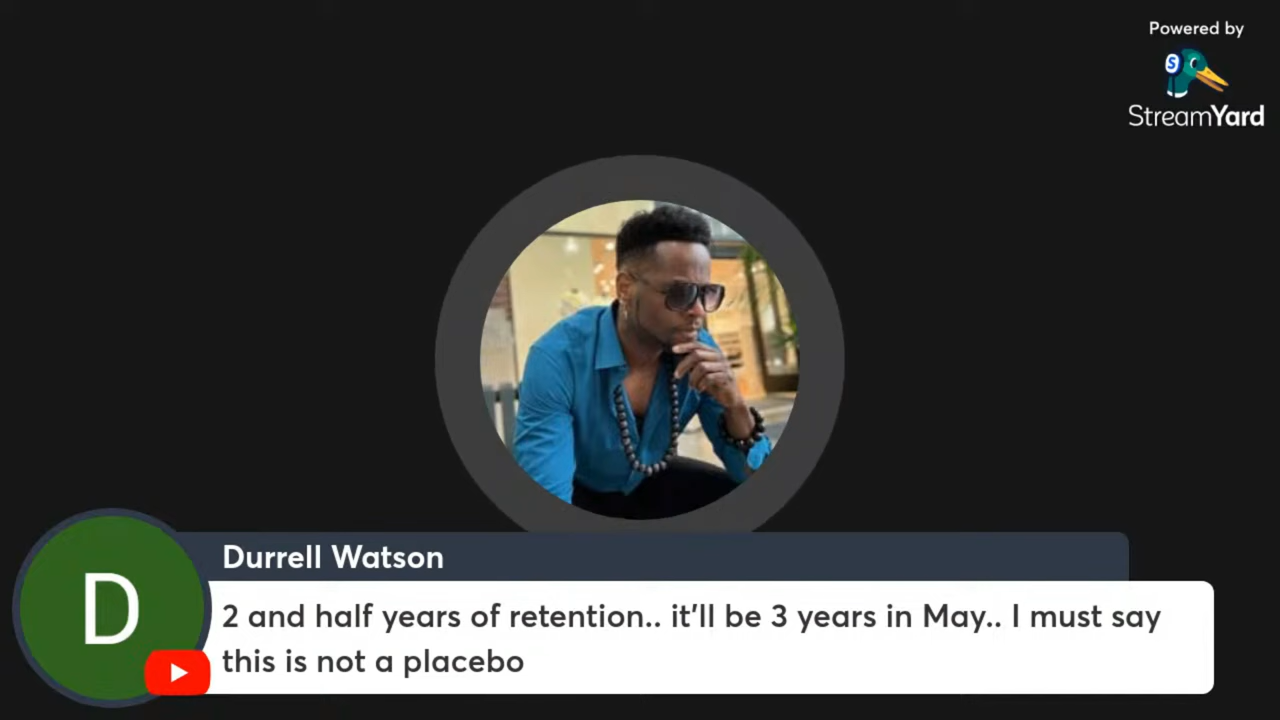 Powered by
StreamYard
Durrell Watson
D
2 and half years of retention.. it'll be 3 years in May.. I must say
this is not a placebo